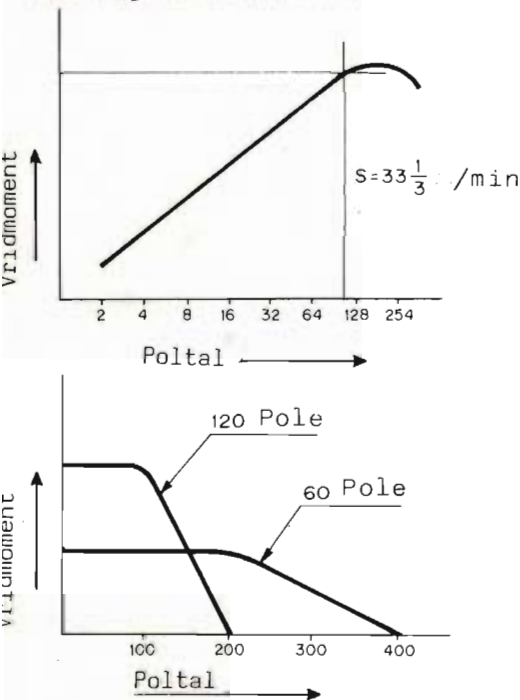 Vridmoment
S=33 1/3 /min
2 4 8 16 32 64 128 254
Poltal
120 Pole
60 Pole
Vridmoment
100 200 300 400
Poltal